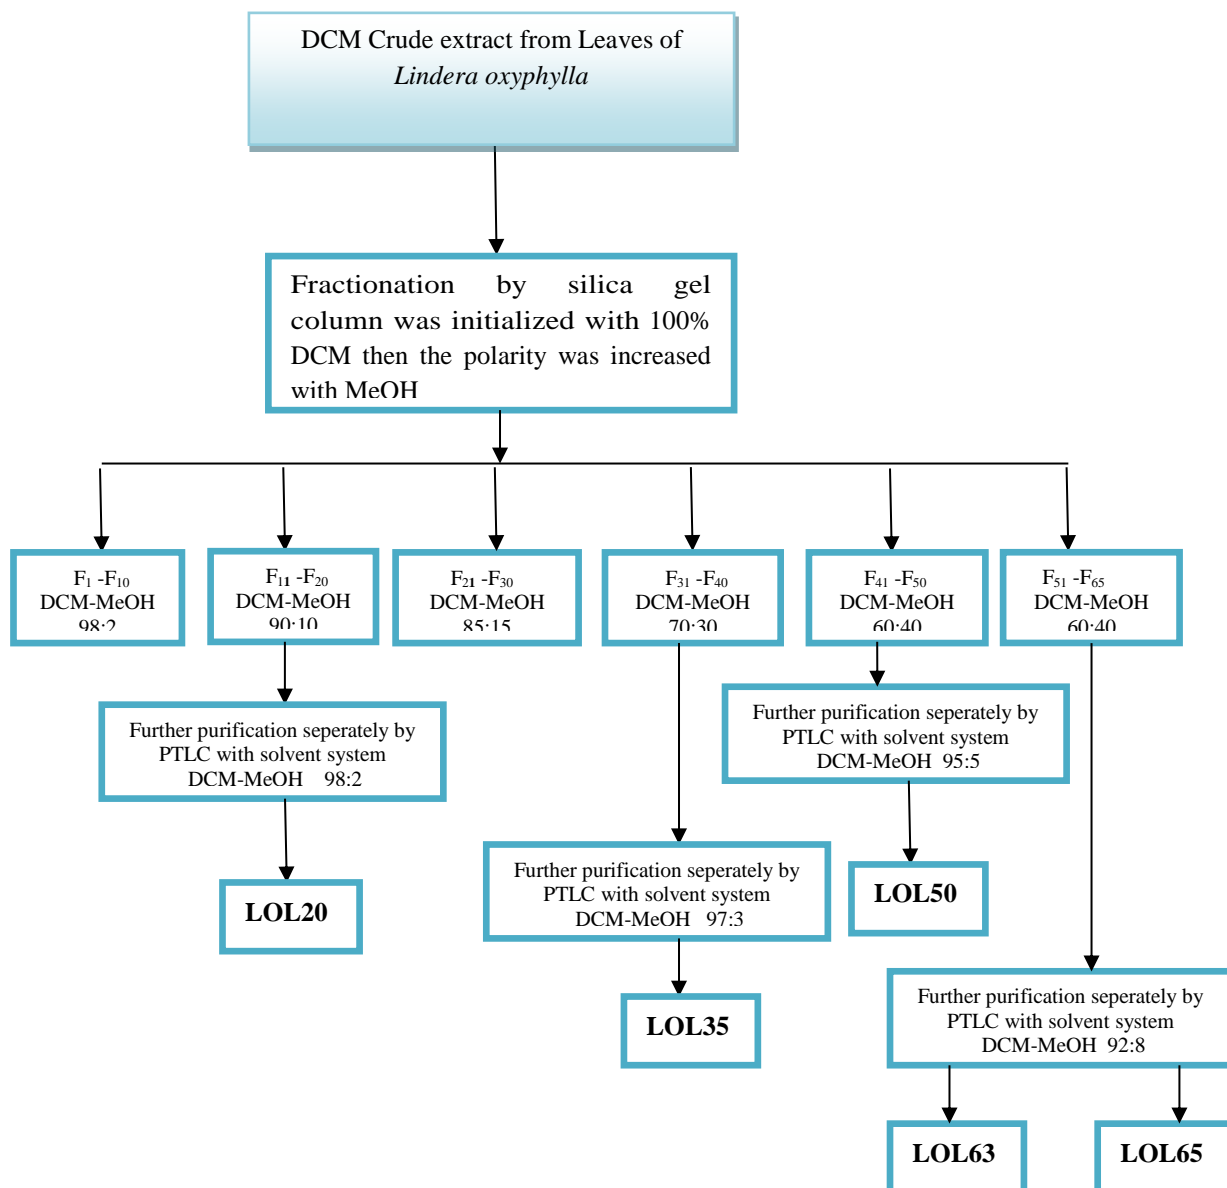 DCM Crude extract from Leaves of
Lindera oxyphylla
Fractionation by silica gel
column was initialized with 100%
DCM then the polarity was increased
with MeOH
F₁ -F₁₀
DCM-MeOH
98:2
F₁₁ -F₂₀
DCM-MeOH
90:10
F₂₁ -F₃₀
DCM-MeOH
85:15
F₃₁ -F₄₀
DCM-MeOH
70:30
F₄₁ -F₅₀
DCM-MeOH
60:40
F₅₁ -F₆₅
DCM-MeOH
60:40
Further purification seperately by
PTLC with solvent system
DCM-MeOH 98:2
Further purification seperately by
PTLC with solvent system
DCM-MeOH 95:5
LOL20
Further purification seperately by
PTLC with solvent system
DCM-MeOH 97:3
LOL50
LOL35
Further purification seperately by
PTLC with solvent system
DCM-MeOH 92:8
LOL63
LOL65